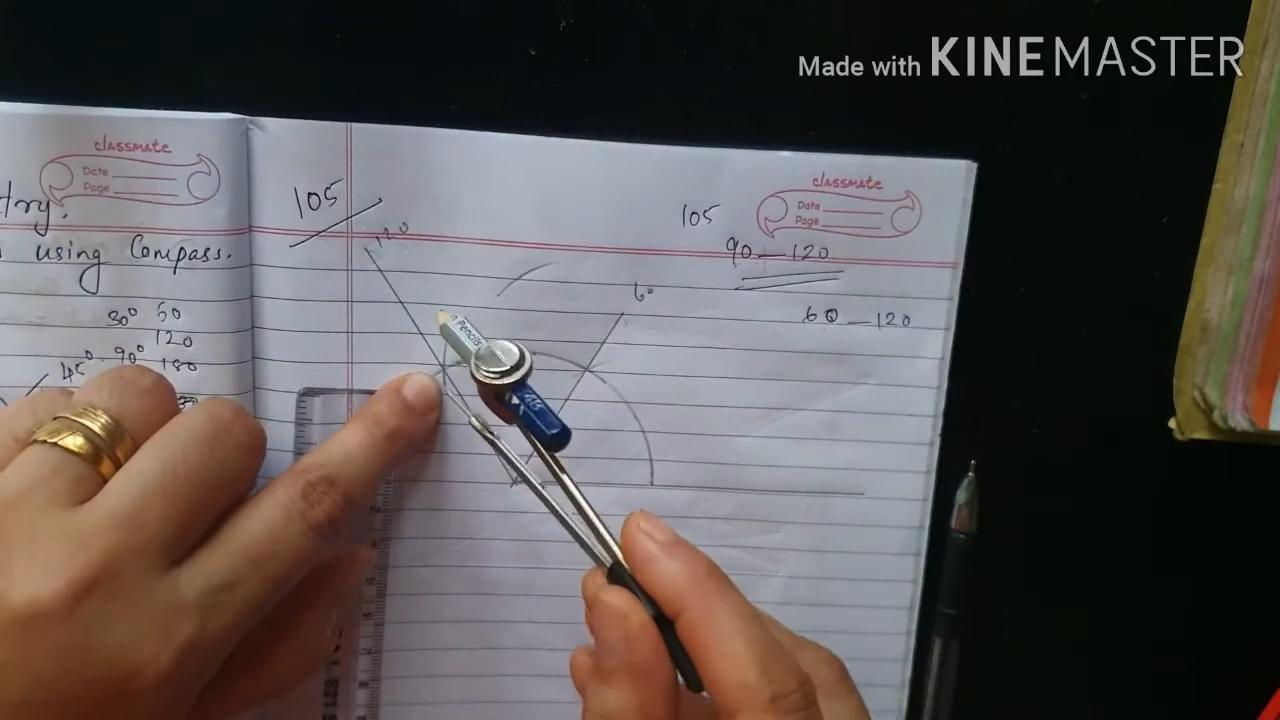 Made with KINEMASTER
classmate
Date
Page
try.
using Compass.
30° 60
120
45° 90° 180
105
120
60
classmate
Date
Page
105
90 — 120
60 — 120